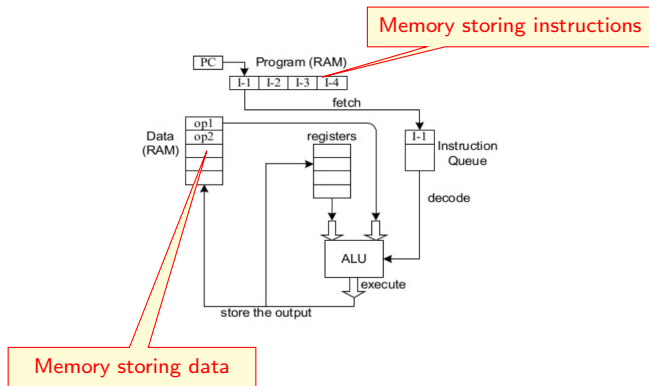 Memory storing instructions
PC
Program (RAM)
I-1 I-2 I-3 I-4
fetch
op1
op2
Data
(RAM)
registers
I-1
Instruction
Queue
decode
ALU
execute
store the output
Memory storing data